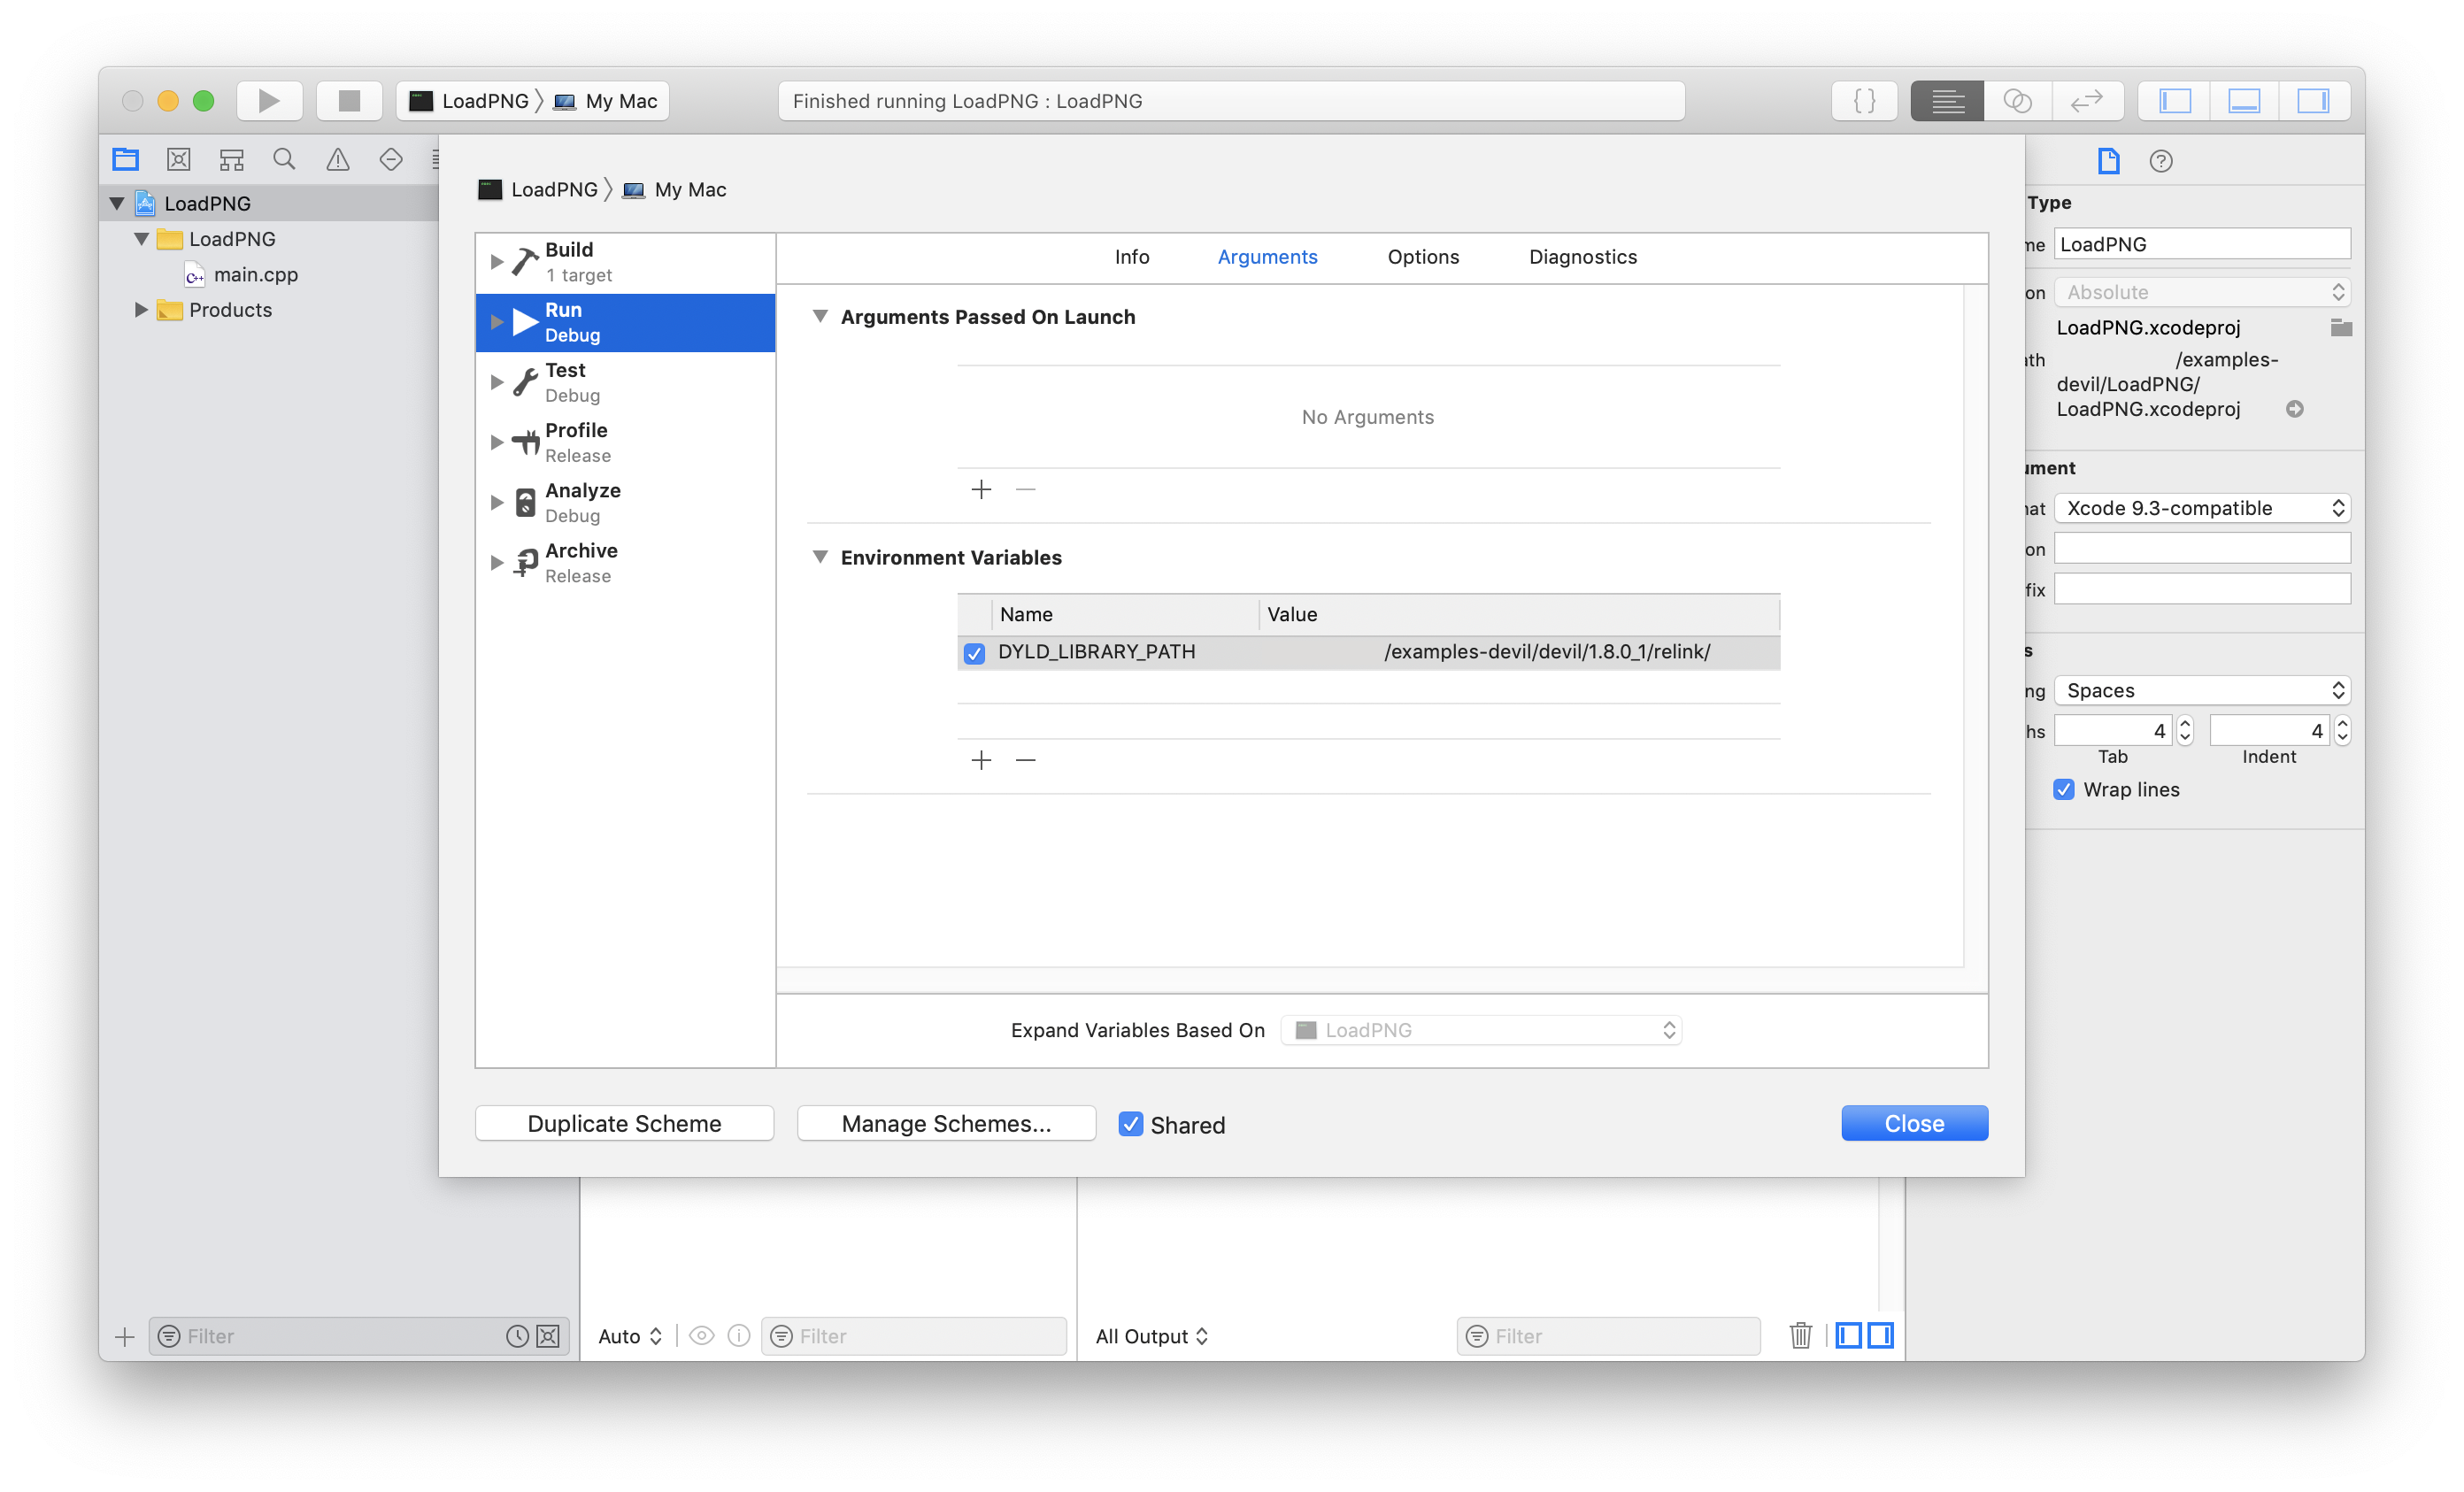 LoadPNG My Mac
Finished running LoadPNG : LoadPNG
LoadPNG
LoadPNG
main.cpp
Products
LoadPNG My Mac
Build
1 target
Run
Debug
Test
Debug
Profile
Release
Analyze
Debug
Archive
Release
Info Arguments Options Diagnostics
Arguments Passed On Launch
No Arguments
Environment Variables
Name Value
DYLD_LIBRARY_PATH /examples-devil/devil/1.8.0_1/relink/
Expand Variables Based On LoadPNG
Duplicate Scheme Manage Schemes... Shared Close
Type
me LoadPNG
on Absolute
LoadPNG.xcodeproj
ath /examples-
devil/LoadPNG/
LoadPNG.xcodeproj
ument
nat Xcode 9.3-compatible
on
fix
s
ng Spaces
hs 4 4
Tab Indent
Wrap lines
Filter Auto Filter All Output Filter